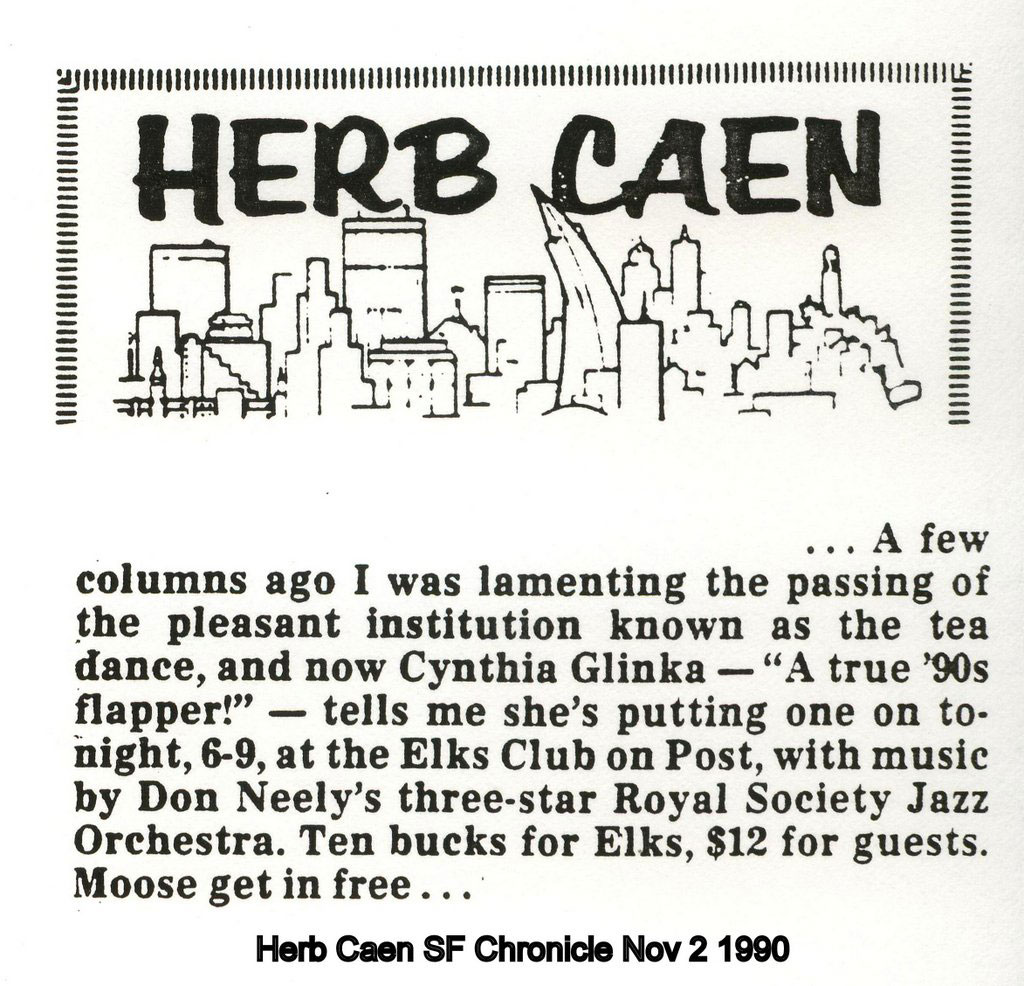 HERB CAEN
... A few
columns ago I was lamenting the passing of
the pleasant institution known as the tea
dance, and now Cynthia Glinka — “A true ’90s
flapper!” — tells me she’s putting one on to-
night, 6-9, at the Elks Club on Post, with music
by Don Neely’s three-star Royal Society Jazz
Orchestra. Ten bucks for Elks, $12 for guests.
Moose get in free...
Herb Caen SF Chronicle Nov 2 1990